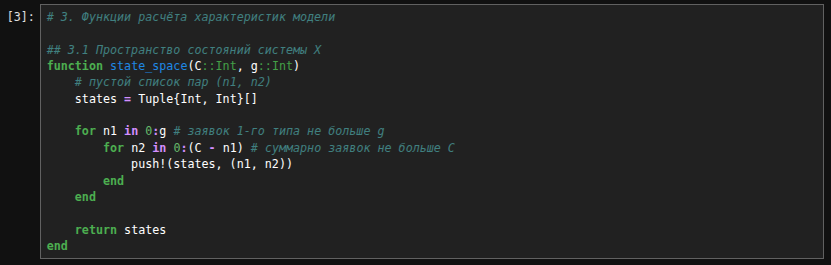 [3]: # 3. Функции расчёта характеристик модели
## 3.1 Пространство состояний системы X
function state_space(C::Int, g::Int)
    # пустой список пар (n1, n2)
    states = Tuple{Int, Int}[]
    for n1 in 0:g # заявок 1-го типа не больше g
        for n2 in 0:(C - n1) # суммарно заявок не больше C
            push!(states, (n1, n2))
        end
    end
    return states
end